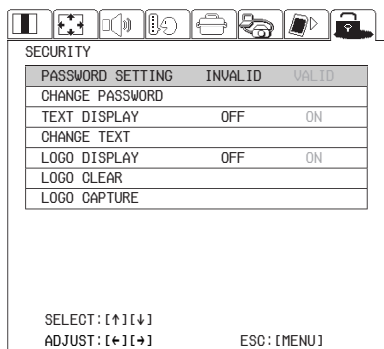 SECURITY
PASSWORD SETTING INVALID VALID
CHANGE PASSWORD
TEXT DISPLAY OFF ON
CHANGE TEXT
LOGO DISPLAY OFF ON
LOGO CLEAR
LOGO CAPTURE
SELECT:[↑][↓]
ADJUST:[←][→] ESC:[MENU]